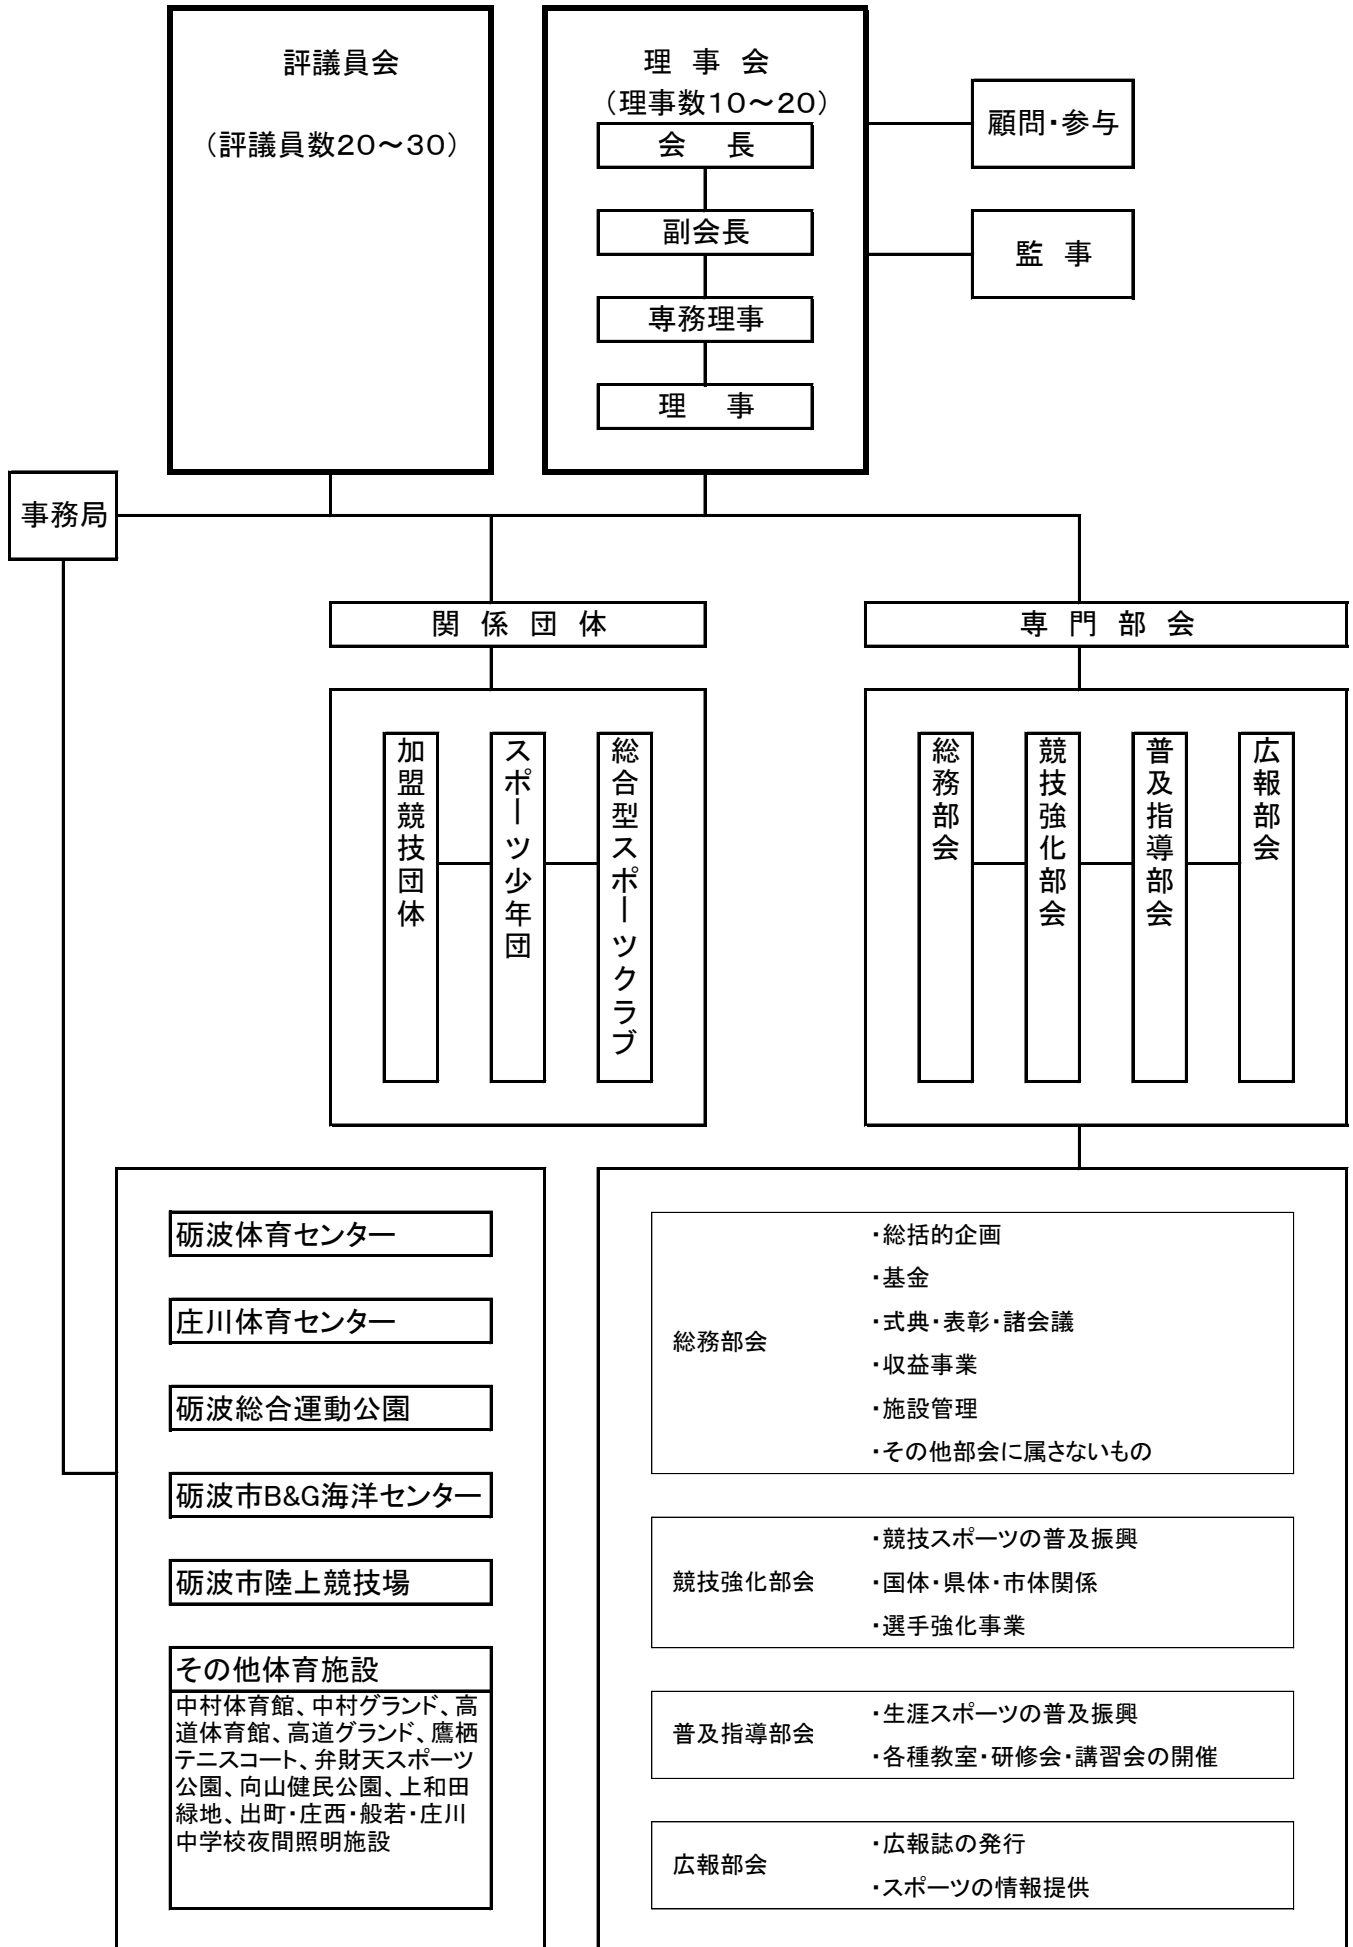 評議員会
（評議員数20～30）
理 事 会
（理事数10～20）
会 長
副会長
専務理事
理 事
顧問・参与
監 事
事務局
関 係 団 体
専 門 部 会
加盟競技団体
スポーツ少年団
総合型スポーツクラブ
総務部会
競技強化部会
普及指導部会
広報部会
砺波体育センター
庄川体育センター
砺波総合運動公園
砺波市B&G海洋センター
砺波市陸上競技場
その他体育施設
中村体育館、中村グランド、高
道体育館、高道グランド、鷹栖
テニスコート、弁財天スポーツ
公園、向山健民公園、上和田
緑地、出町・庄西・般若・庄川
中学校夜間照明施設
総務部会
・総括的企画
・基金
・式典・表彰・諸会議
・収益事業
・施設管理
・その他部会に属さないもの
競技強化部会
・競技スポーツの普及振興
・国体・県体・市体関係
・選手強化事業
普及指導部会
・生涯スポーツの普及振興
・各種教室・研修会・講習会の開催
広報部会
・広報誌の発行
・スポーツの情報提供